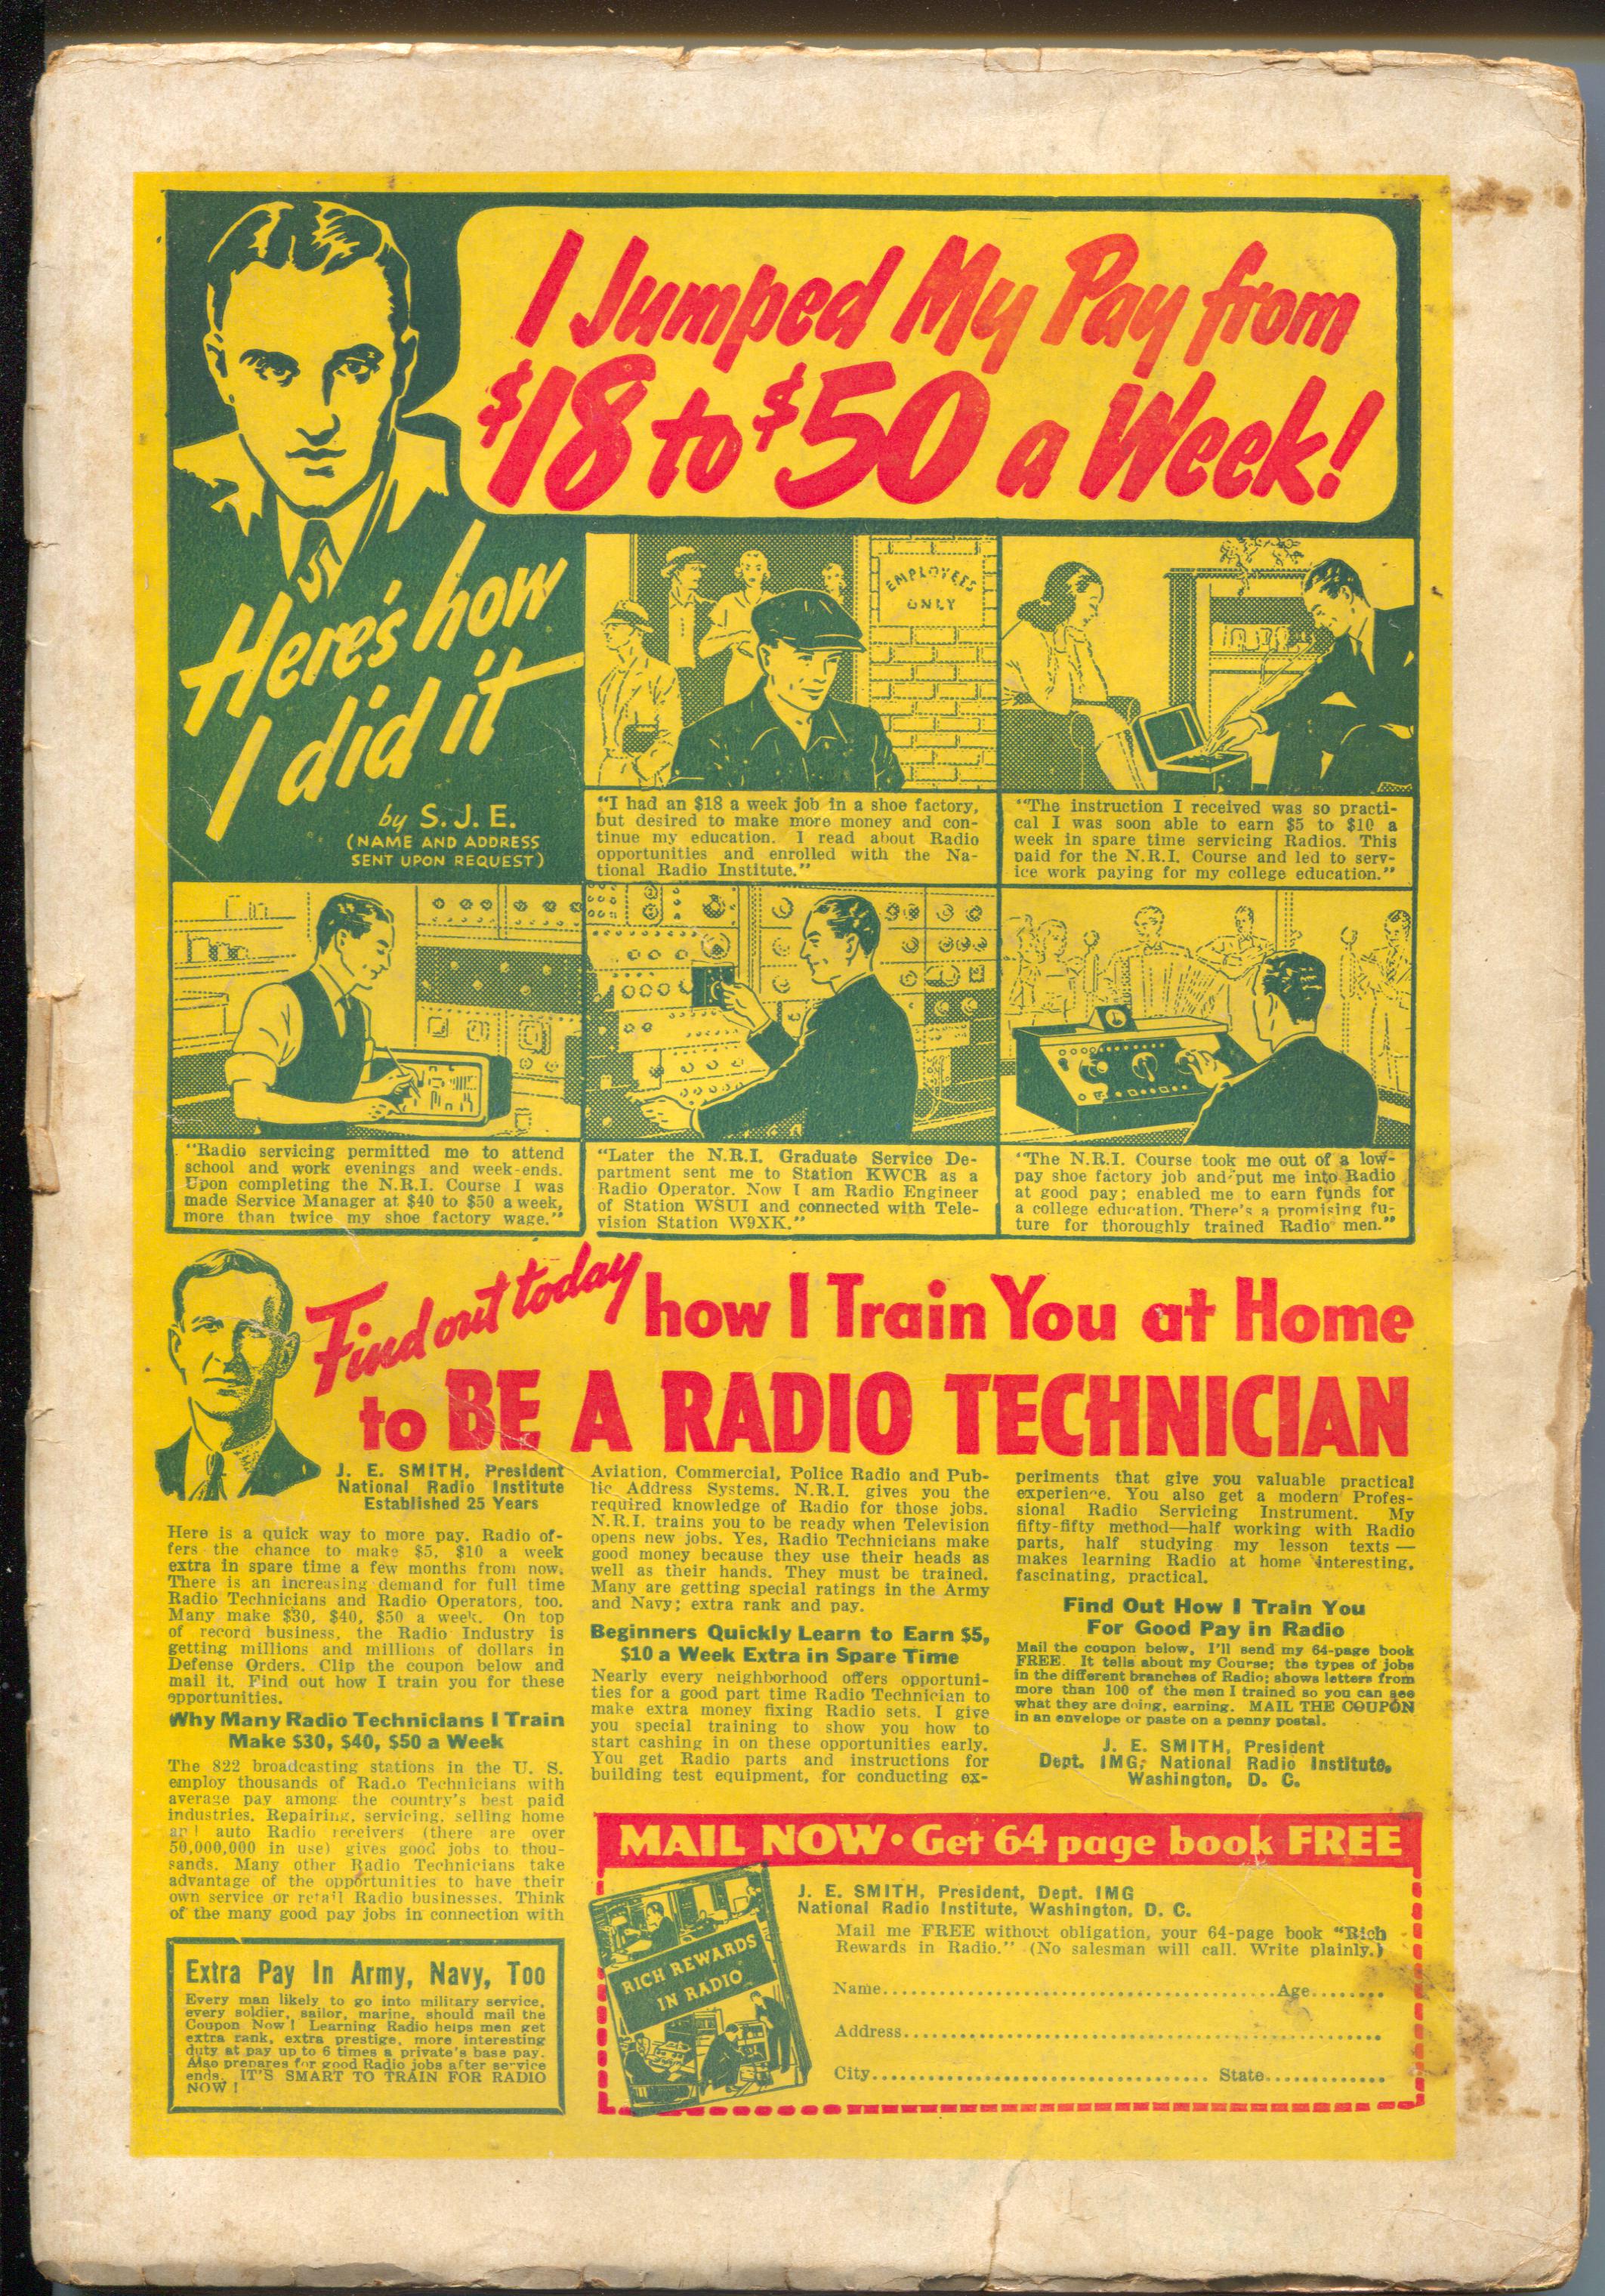 I Jumped My Pay from
$18 to $50 a Week!
Here's how
I did it
by S. J. E.
(NAME AND ADDRESS
SENT UPON REQUEST)
EMPLOYEES
ONLY
"I had an $18 a week job in a shoe factory,
but desired to make more money and con-
tinue my education. I read about Radio
opportunities and enrolled with the Na-
tional Radio Institute."
"The instruction I received was so practi-
cal I was soon able to earn $5 to $10 a
week in spare time servicing Radios. This
paid for the N.R.I. Course and led to serv-
ice work paying for my college education."
"Radio servicing permitted me to attend
school and work evenings and week-ends.
Upon completing the N.R.I. Course I was
made Service Manager at $40 to $50 a week,
more than twice my shoe factory wage."
"Later the N.R.I. Graduate Service De-
partment sent me to Station KWCR as a
Radio Operator. Now I am Radio Engineer
of Station WSUI and connected with Tele-
vision Station W9XK."
"The N.R.I. Course took me out of a low-
pay shoe factory job and put me into Radio
at good pay; enabled me to earn funds for
a college education. There's a promising fu-
ture for thoroughly trained Radio men."
Find out today how I Train You at Home
to BE A RADIO TECHNICIAN
J. E. SMITH, President
National Radio Institute
Established 25 Years
Here is a quick way to more pay. Radio of-
fers the chance to make $5, $10 a week
extra in spare time a few months from now.
There is an increasing demand for full time
Radio Technicians and Radio Operators, too.
Many make $30, $40, $50 a week. On top
of record business, the Radio Industry is
getting millions and millions of dollars in
Defense Orders. Clip the coupon below and
mail it. Find out how I train you for these
opportunities.
Why Many Radio Technicians I Train
Make $30, $40, $50 a Week
The 822 broadcasting stations in the U. S.
employ thousands of Radio Technicians with
average pay among the country's best paid
industries. Repairing, servicing, selling home
and auto Radio receivers (there are over
50,000,000 in use) gives good jobs to thou-
sands. Many other Radio Technicians take
advantage of the opportunities to have their
own service or retail Radio businesses. Think
of the many good pay jobs in connection with
Aviation, Commercial, Police Radio and Pub-
lic Address Systems. N.R.I. gives you the
required knowledge of Radio for those jobs.
N.R.I. trains you to be ready when Television
opens new jobs. Yes, Radio Technicians make
good money because they use their heads as
well as their hands. They must be trained.
Many are getting special ratings in the Army
and Navy; extra rank and pay.
Beginners Quickly Learn to Earn $5,
$10 a Week Extra in Spare Time
Nearly every neighborhood offers opportuni-
ties for a good part time Radio Technician to
make extra money fixing Radio sets. I give
you special training to show you how to
start cashing in on these opportunities early.
You get Radio parts and instructions for
building test equipment, for conducting ex-
periments that give you valuable practical
experience. You also get a modern Profes-
sional Radio Servicing Instrument. My
fifty-fifty method—half working with Radio
parts, half studying my lesson texts —
makes learning Radio at home interesting,
fascinating, practical.
Find Out How I Train You
For Good Pay in Radio
Mail the coupon below, I'll send my 64-page book
FREE. It tells about my Course; the types of jobs
in the different branches of Radio; shows letters from
more than 100 of the men I trained so you can see
what they are doing, earning. MAIL THE COUPON
in an envelope or paste on a penny postal.
J. E. SMITH, President
Dept. IMG, National Radio Institute,
Washington, D. C.
Extra Pay In Army, Navy, Too
Every man likely to go into military service,
every soldier, sailor, marine, should mail the
Coupon Now! Learning Radio helps men get
extra rank, extra prestige, more interesting
duty at pay up to 6 times a private's base pay.
Also prepares for good Radio jobs after service
ends. IT'S SMART TO TRAIN FOR RADIO
NOW!
MAIL NOW • Get 64 page book FREE
RICH REWARDS
IN RADIO
J. E. SMITH, President, Dept. IMG
National Radio Institute, Washington, D. C.
Mail me FREE without obligation, your 64-page book "Rich
Rewards in Radio." (No salesman will call. Write plainly.)
Name..........Age........
Address..........
City.......... State..........